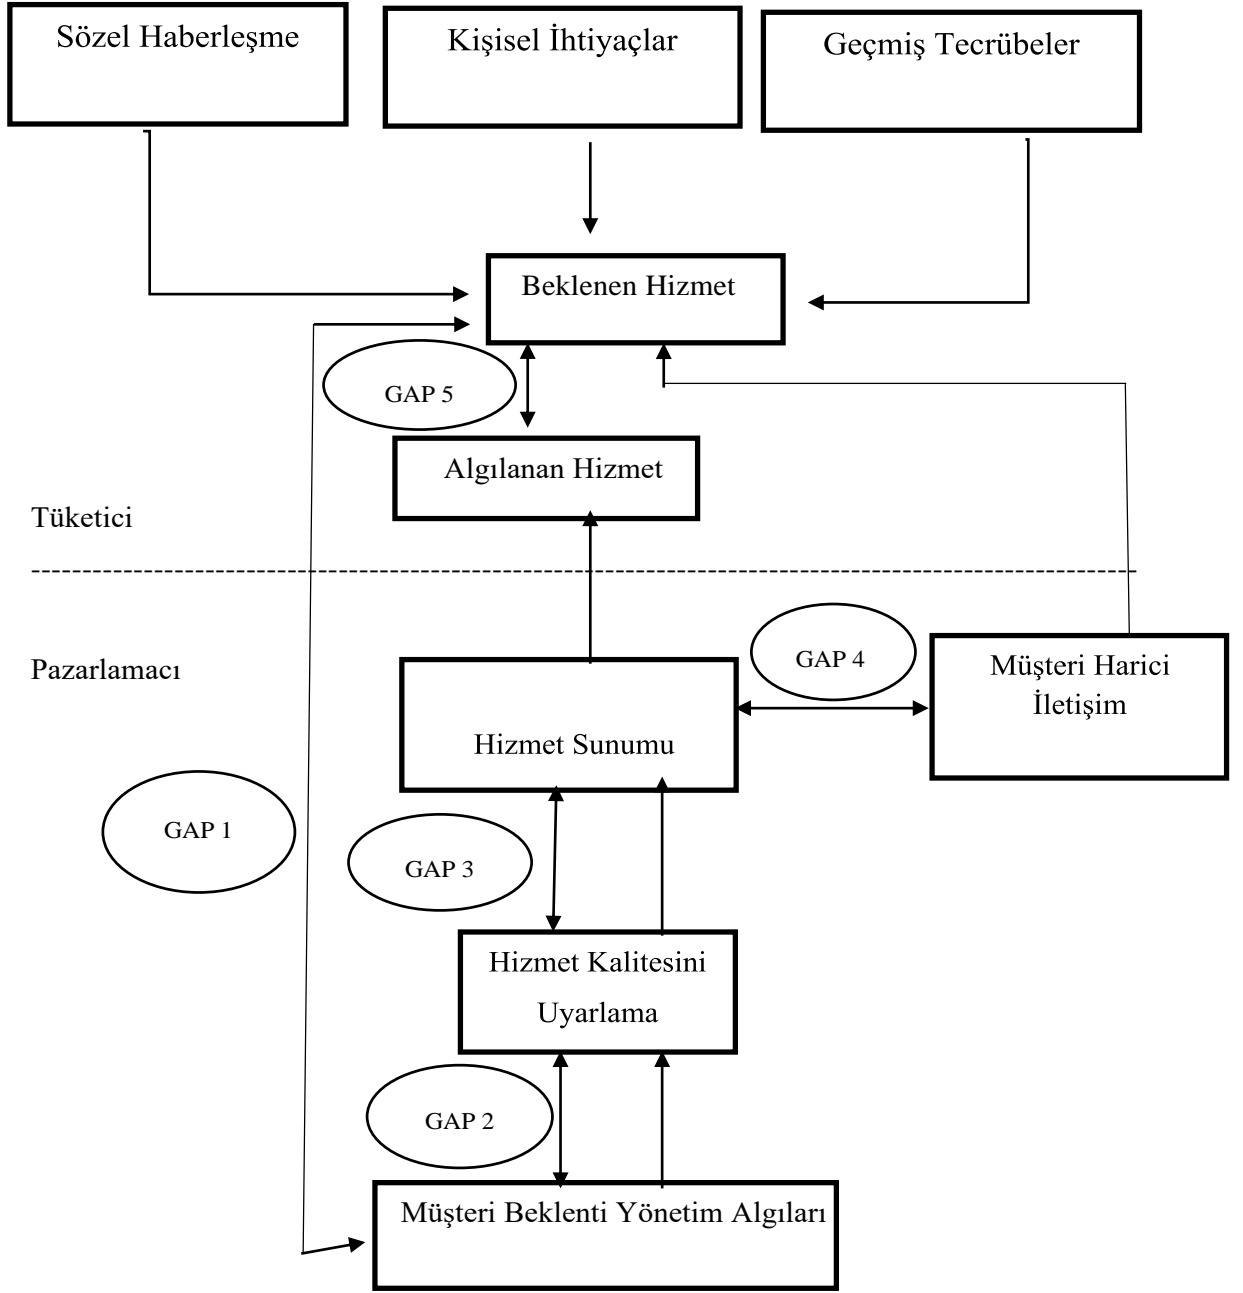 Sözel Haberleşme
Kişisel İhtiyaçlar
Geçmiş Tecrübeler
Beklenen Hizmet
GAP 5
Algılanan Hizmet
Tüketici
Pazarlamacı
GAP 4
Müşteri Harici
İletişim
Hizmet Sunumu
GAP 1
GAP 3
Hizmet Kalitesini
Uyarlama
GAP 2
Müşteri Beklenti Yönetim Algıları